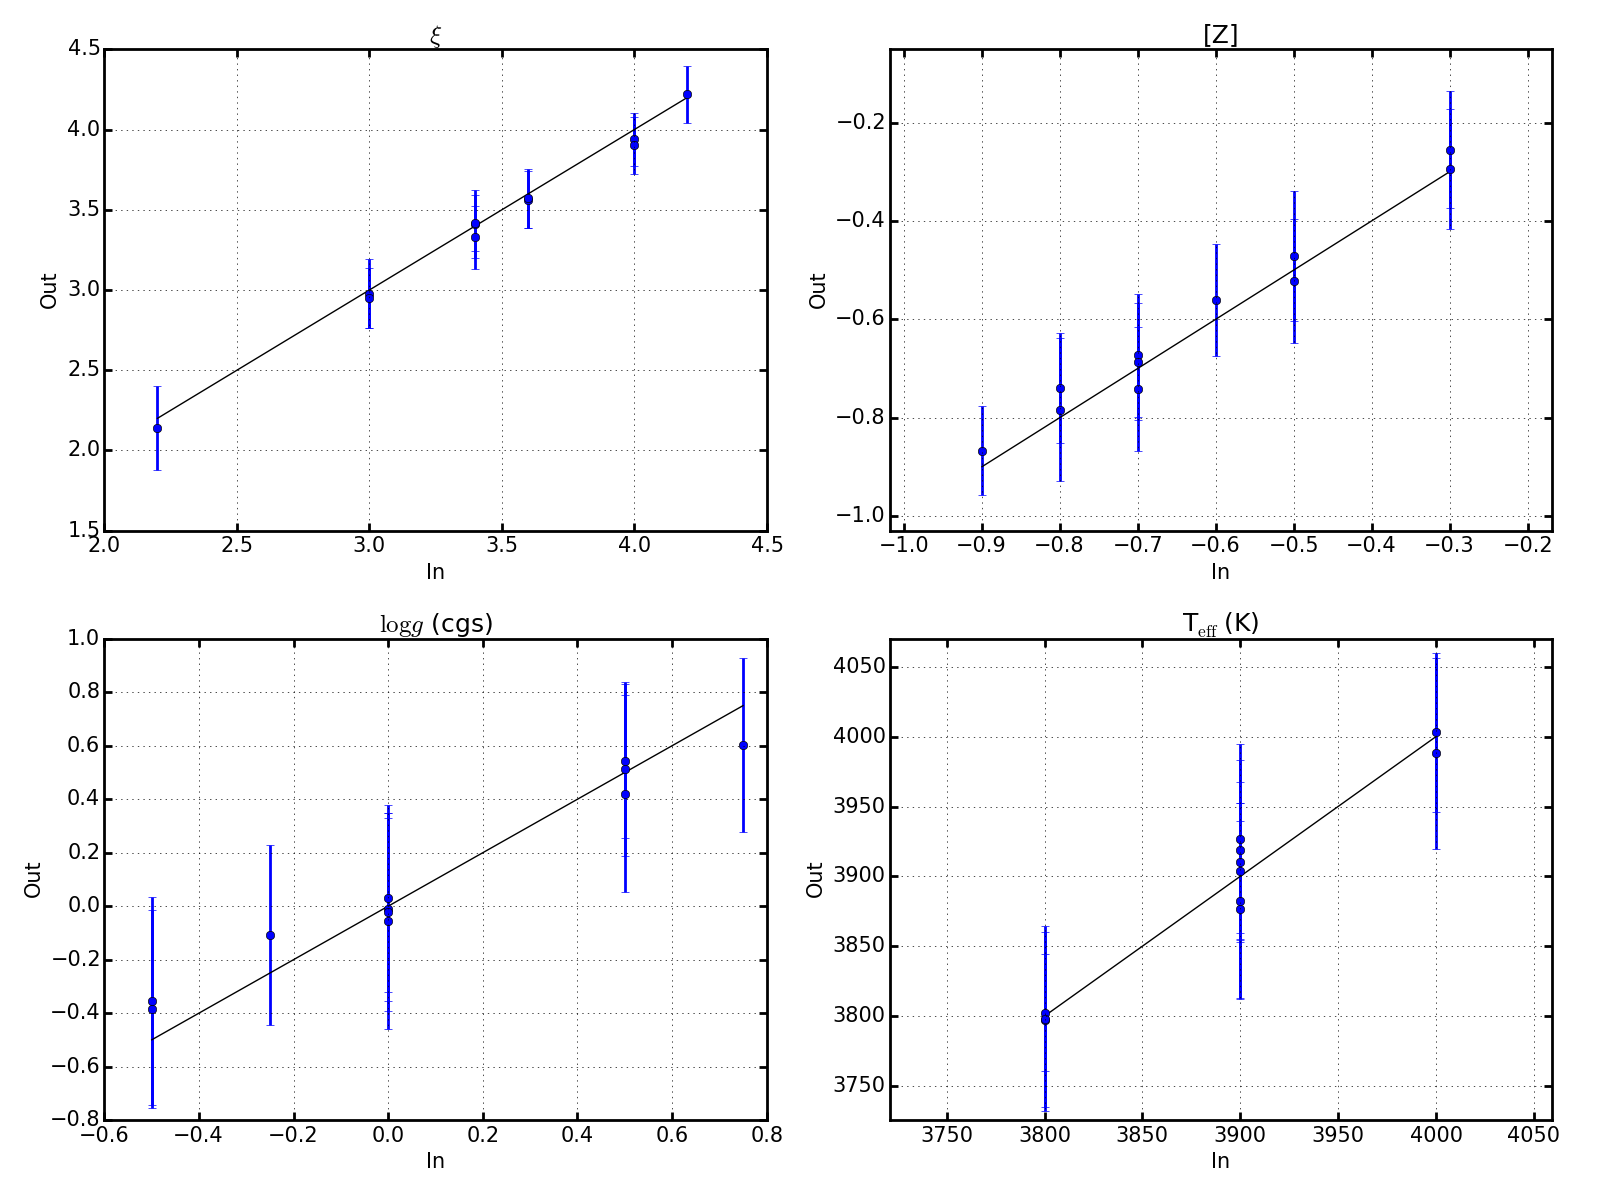 ξ
4.5
4.0
3.5
3.0
2.5
2.0
1.5
Out
2.0 2.5 3.0 3.5 4.0 4.5
In
[Z]
−0.2
−0.4
−0.6
−0.8
−1.0
Out
−1.0 −0.9 −0.8 −0.7 −0.6 −0.5 −0.4 −0.3 −0.2
In
log g (cgs)
1.0
0.8
0.6
0.4
0.2
0.0
−0.2
−0.4
−0.6
−0.8
Out
−0.6 −0.4 −0.2 0.0 0.2 0.4 0.6 0.8
In
T_eff (K)
4050
4000
3950
3900
3850
3800
3750
Out
3750 3800 3850 3900 3950 4000 4050
In